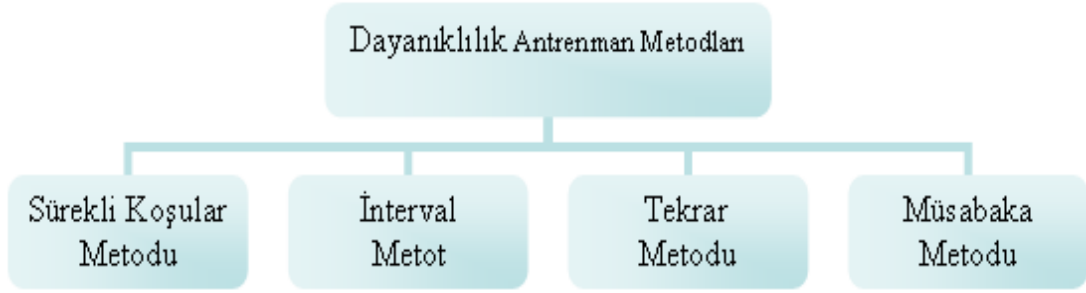 Dayanıklılık Antrenman Metodları
Sürekli Koşular
Metodu
İnterval
Metot
Tekrar
Metodu
Müsabaka
Metodu